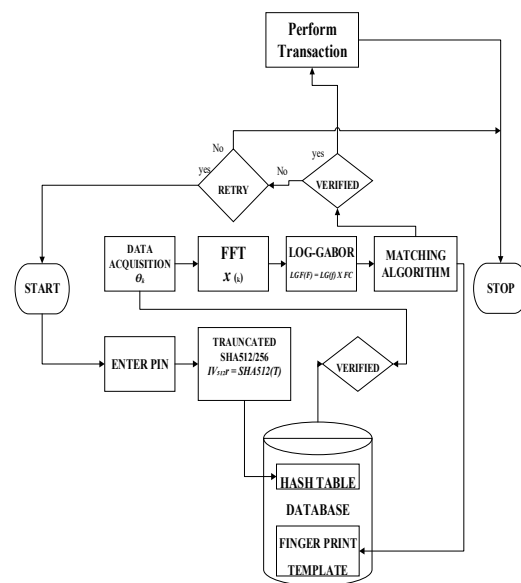 Perform
Transaction
No
yes
yes
No
RETRY
VERIFIED
DATA
ACQUISITION
θk
FFT
x (k)
LOG-GABOR
LGF(F) = LG(f) X FC
MATCHING
ALGORITHM
START
STOP
ENTER PIN
TRAUNCATED
SHA512/256
IV512r = SHA512(T)
VERIFIED
HASH TABLE
DATABASE
FINGER PRINT
TEMPLATE